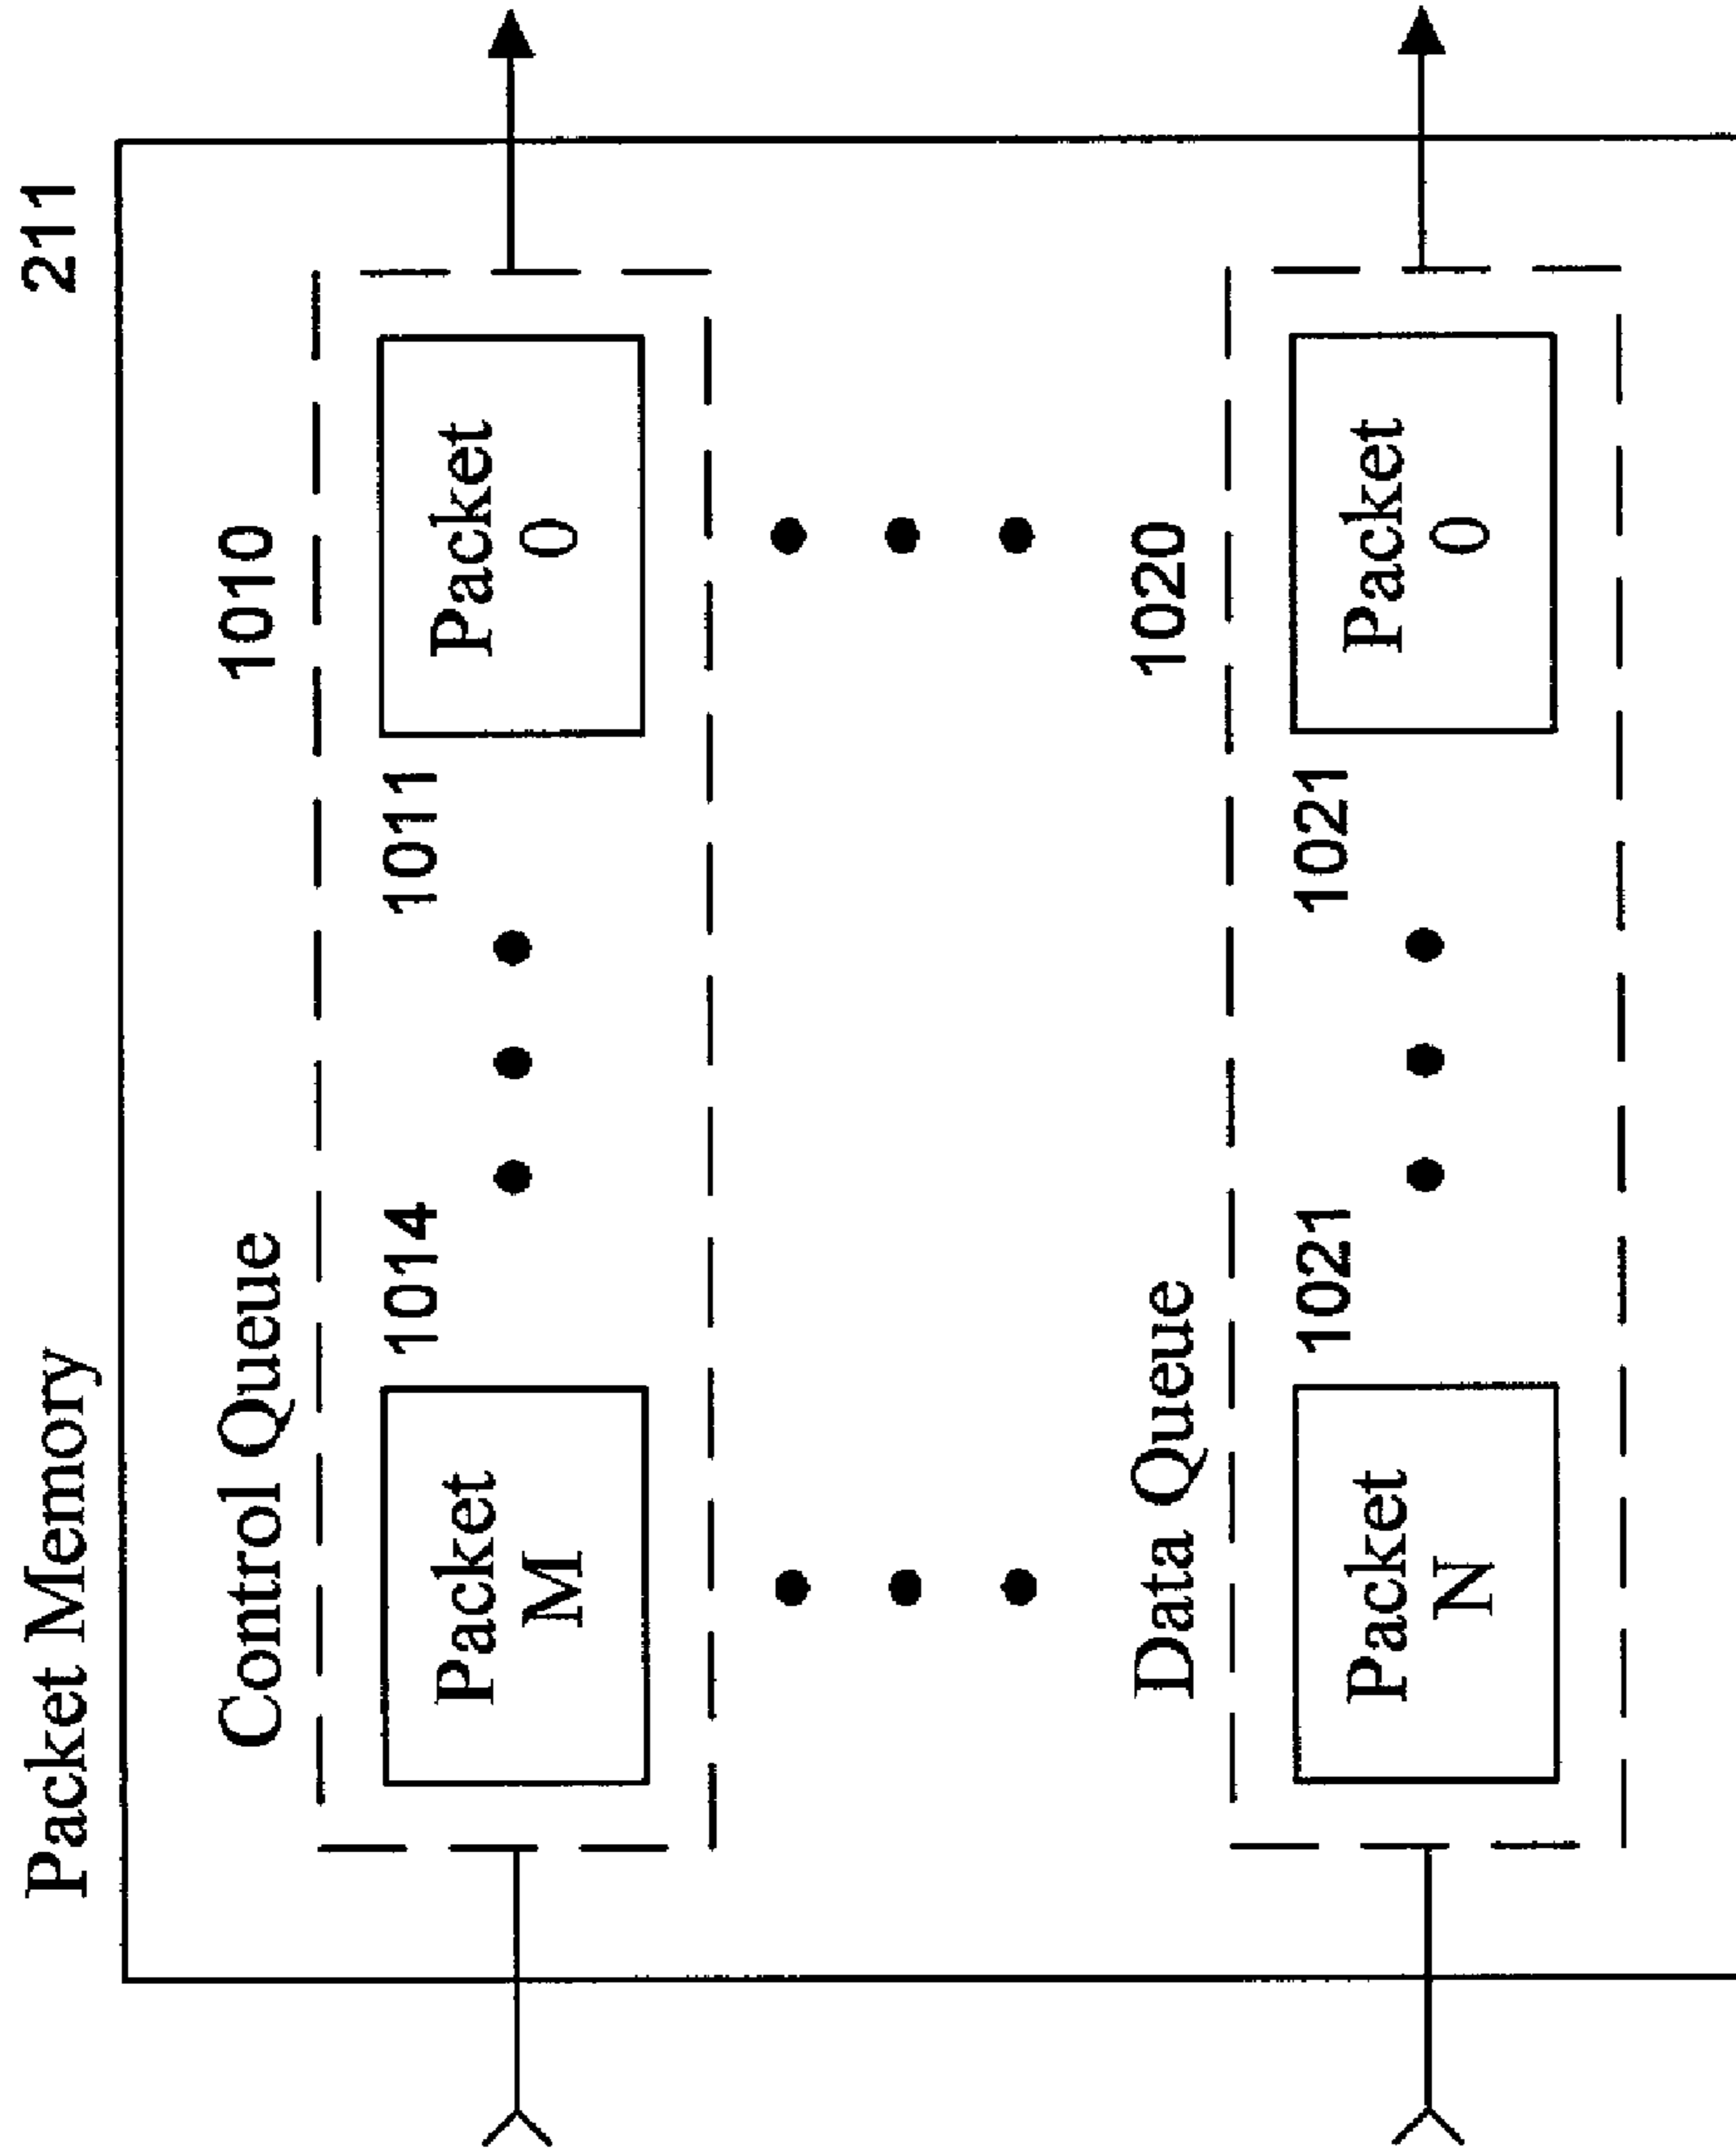 Packet Memory 211
Control Queue 1010
Packet
M
1014
1011
Packet
0
Data Queue 1020
Packet
N
1021
1021
Packet
0